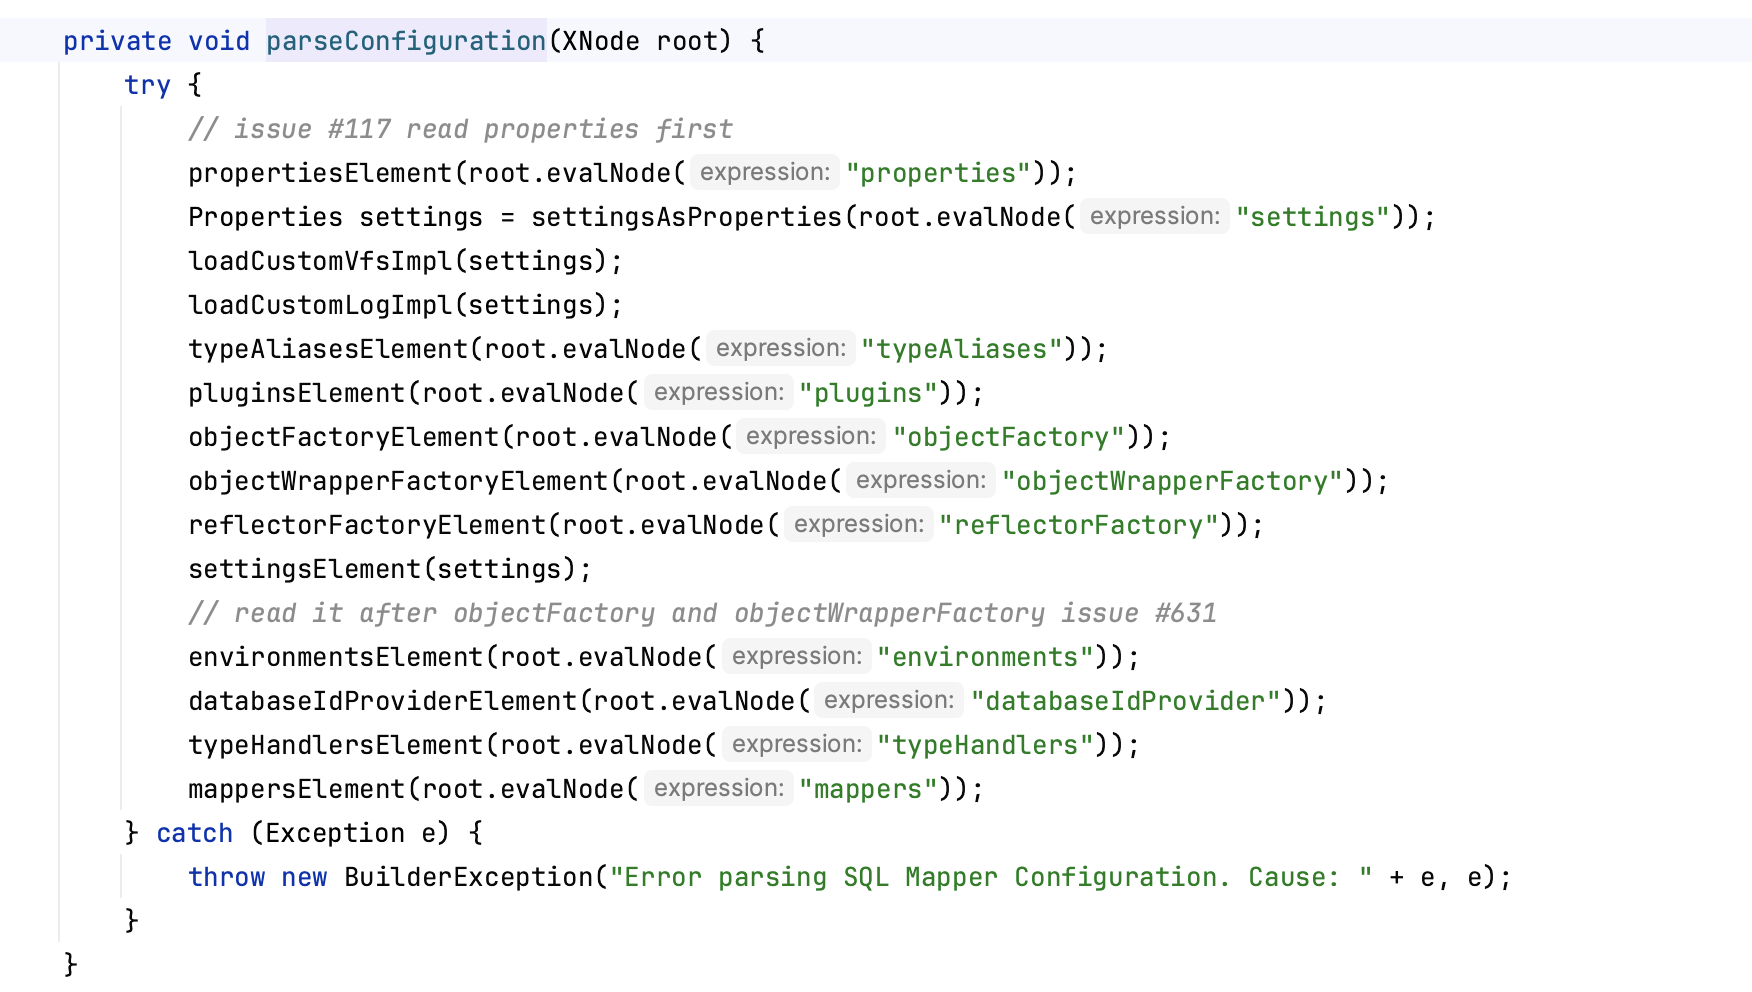 private void parseConfiguration(XNode root) {
try {
// issue #117 read properties first
propertiesElement(root.evalNode( expression: "properties"));
Properties settings = settingsAsProperties(root.evalNode( expression: "settings"));
loadCustomVfsImpl(settings);
loadCustomLogImpl(settings);
typeAliasesElement(root.evalNode( expression: "typeAliases"));
pluginsElement(root.evalNode( expression: "plugins"));
objectFactoryElement(root.evalNode( expression: "objectFactory"));
objectWrapperFactoryElement(root.evalNode( expression: "objectWrapperFactory"));
reflectorFactoryElement(root.evalNode( expression: "reflectorFactory"));
settingsElement(settings);
// read it after objectFactory and objectWrapperFactory issue #631
environmentsElement(root.evalNode( expression: "environments"));
databaseIdProviderElement(root.evalNode( expression: "databaseIdProvider"));
typeHandlersElement(root.evalNode( expression: "typeHandlers"));
mappersElement(root.evalNode( expression: "mappers"));
} catch (Exception e) {
throw new BuilderException("Error parsing SQL Mapper Configuration. Cause: " + e, e);
}
}